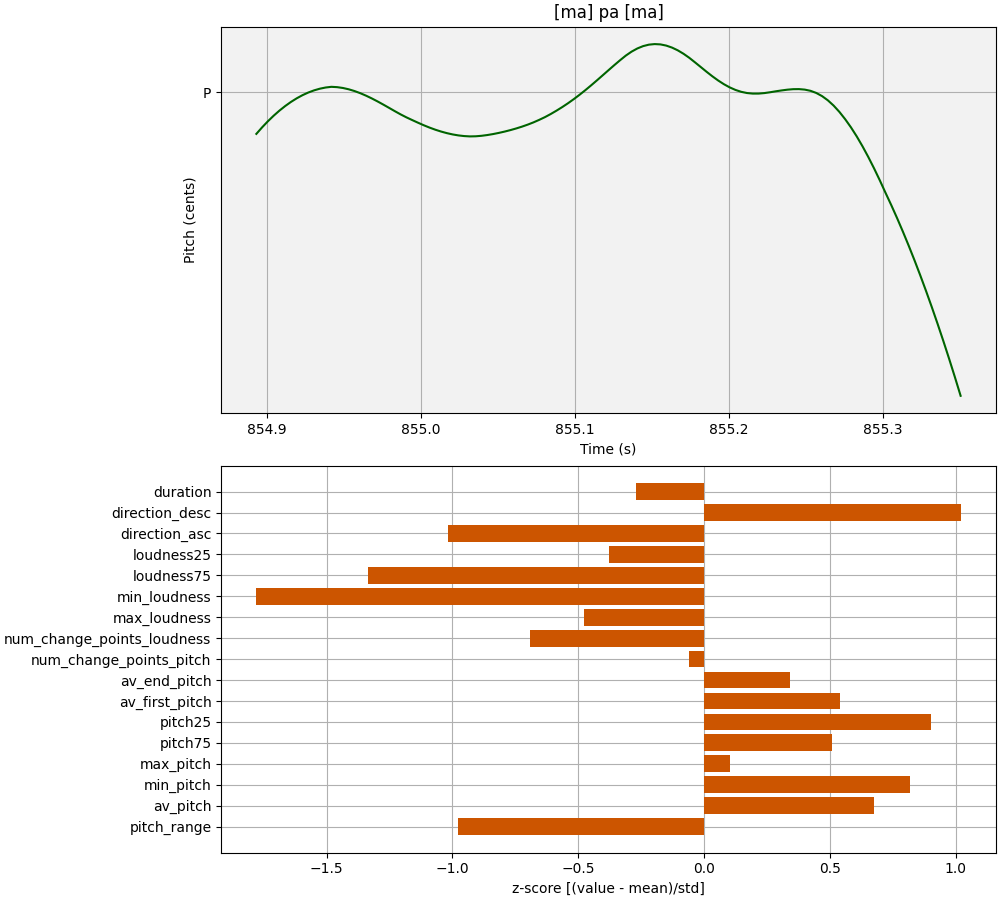 [ma] pa [ma]
P
Pitch (cents)
854.9 855.0 855.1 855.2 855.3
Time (s)
duration
direction_desc
direction_asc
loudness25
loudness75
min_loudness
max_loudness
num_change_points_loudness
num_change_points_pitch
av_end_pitch
av_first_pitch
pitch25
pitch75
max_pitch
min_pitch
av_pitch
pitch_range
−1.5 −1.0 −0.5 0.0 0.5 1.0
z-score [(value - mean)/std]